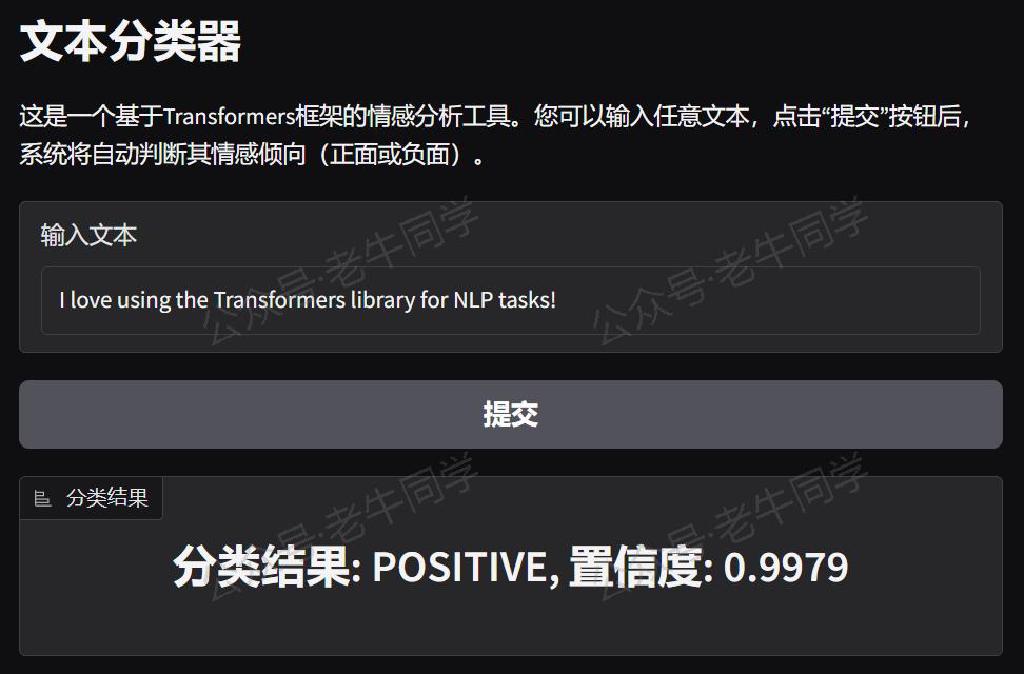 文本分类器
这是一个基于Transformers框架的情感分析工具。您可以输入任意文本，点击“提交”按钮后，
系统将自动判断其情感倾向（正面或负面）。
输入文本
I love using the Transformers library for NLP tasks!
提交
分类结果
分类结果: POSITIVE, 置信度: 0.9979
公众号·老牛同学
公众号·老牛同学
公众号·老牛同学
公众号·老牛同学